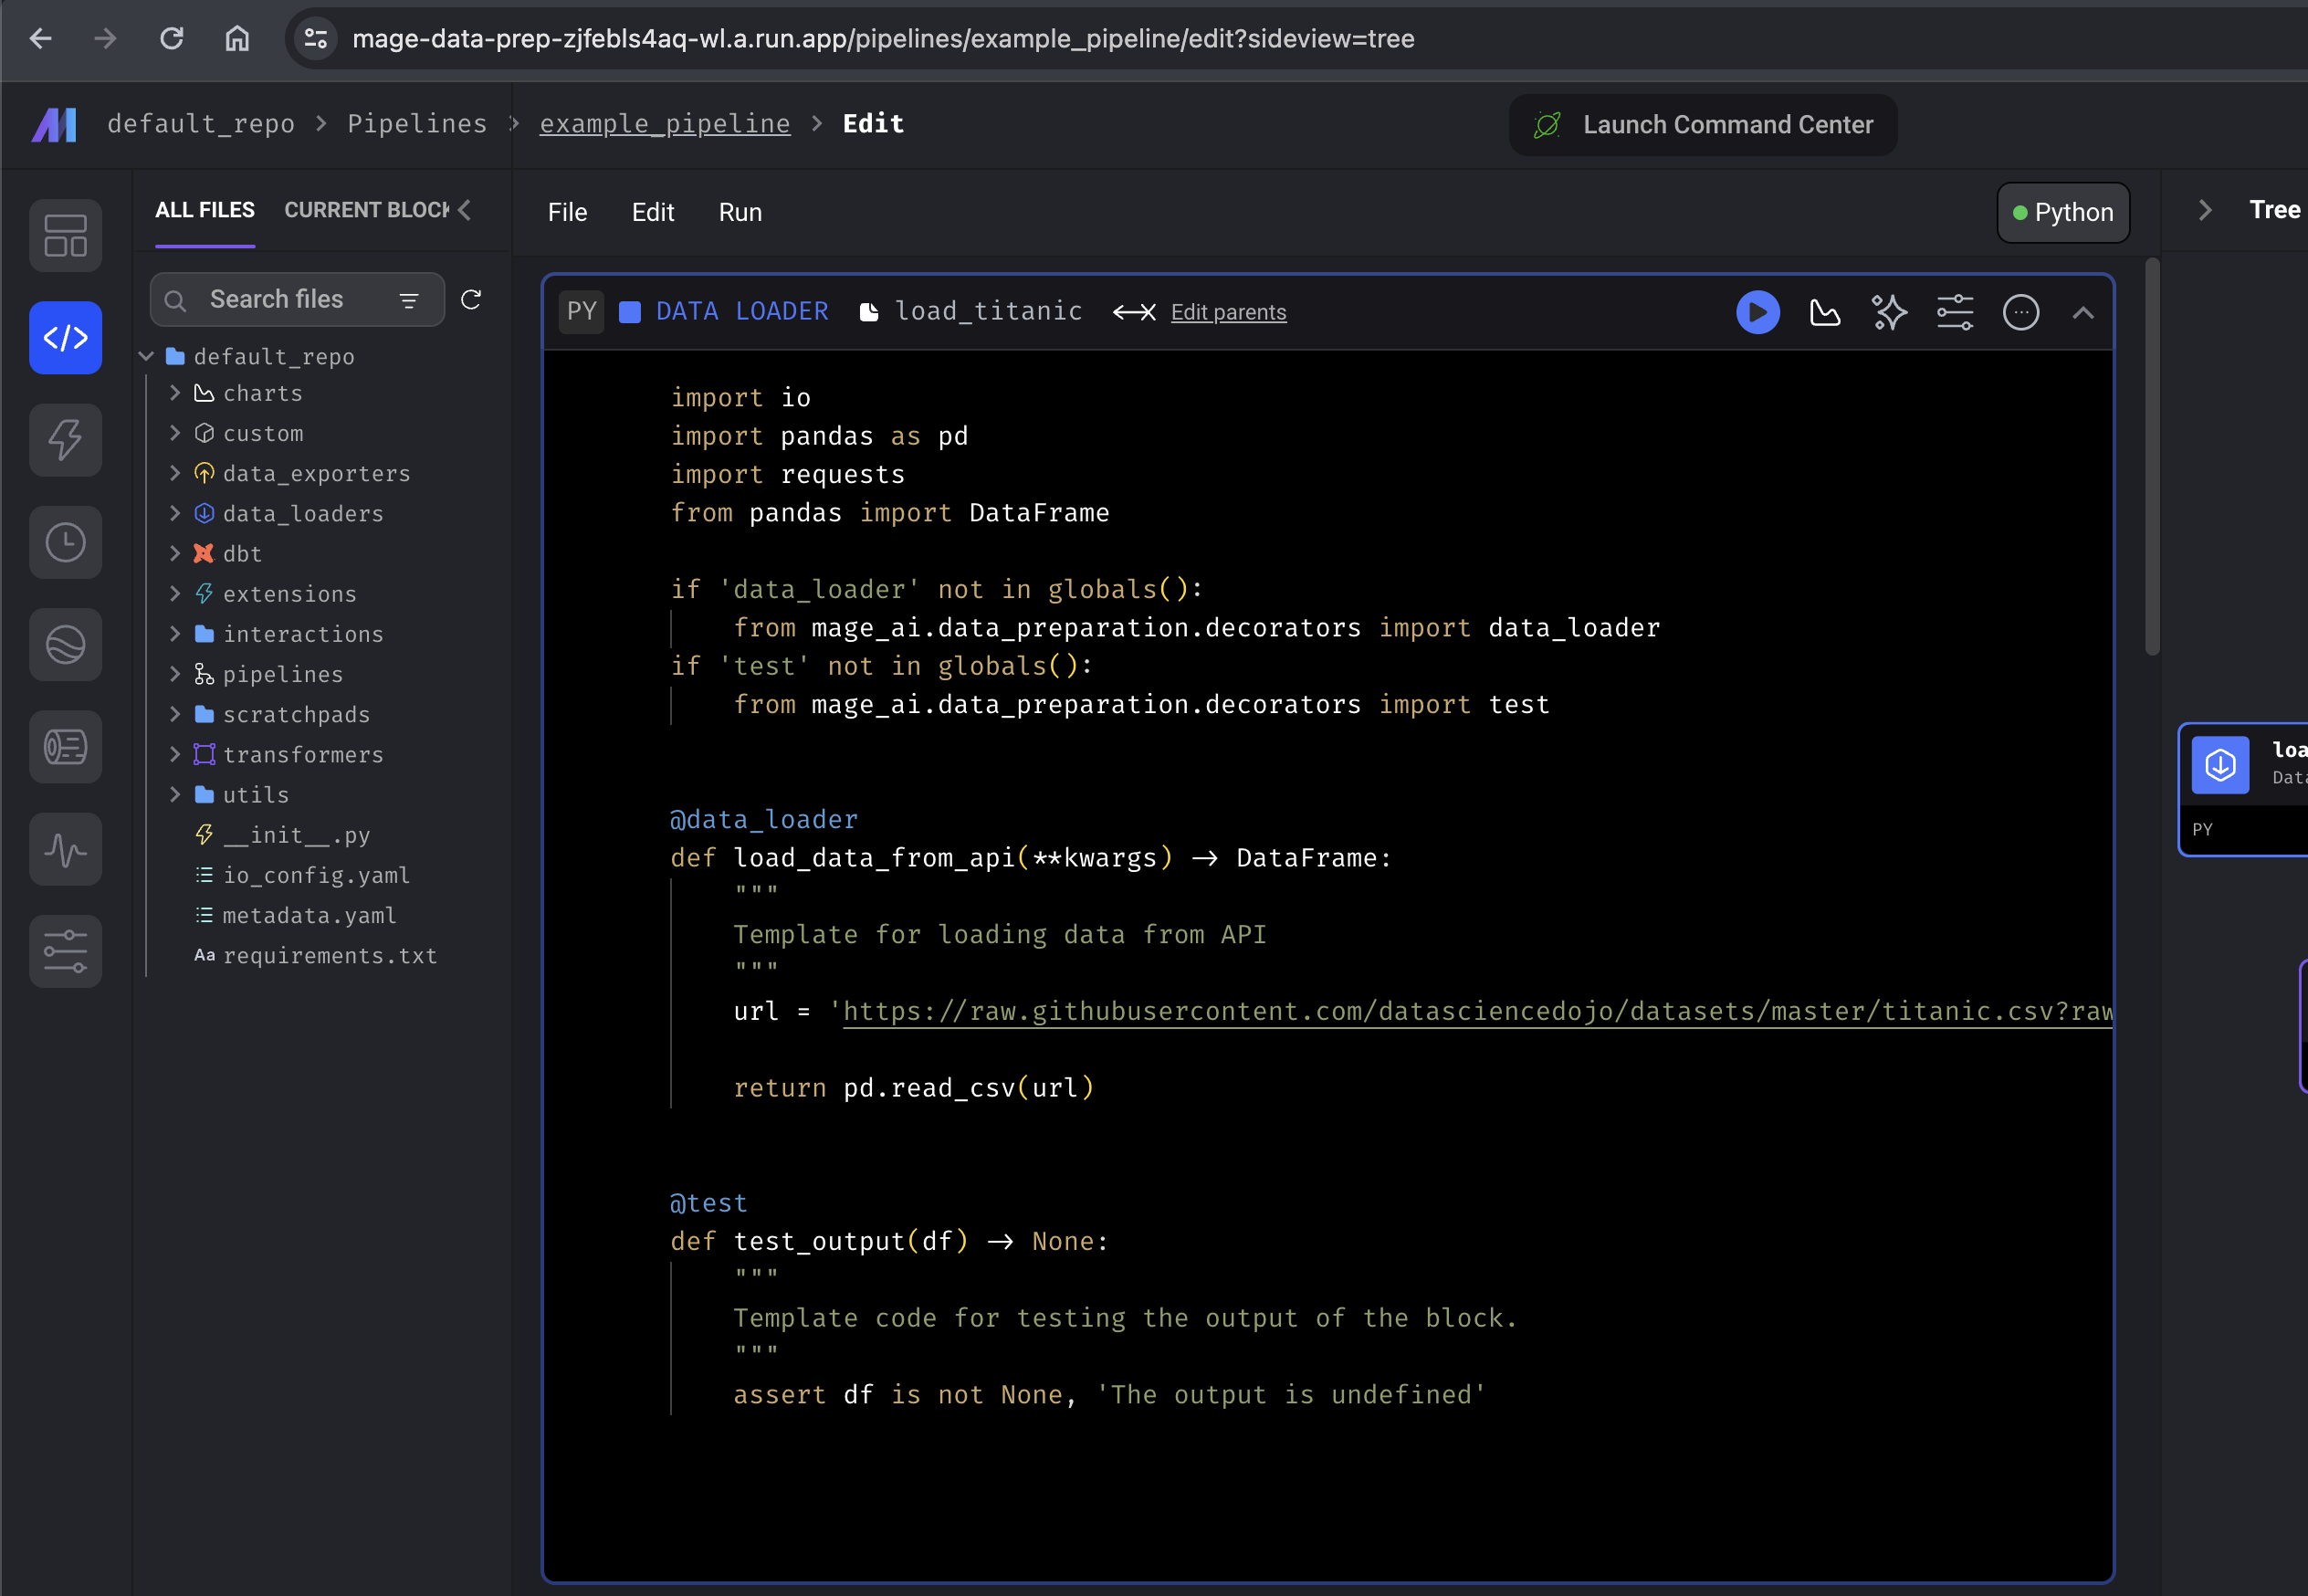 mage-data-prep-zjfebls4aq-wl.a.run.app/pipelines/example_pipeline/edit?sideview=tree
default_repo > Pipelines > example_pipeline > Edit
Launch Command Center
ALL FILES CURRENT BLOCK
Search files
default_repo
charts
custom
data_exporters
data_loaders
dbt
extensions
interactions
pipelines
scratchpads
transformers
utils
__init__.py
io_config.yaml
metadata.yaml
Aa requirements.txt
File Edit Run
Python
PY DATA LOADER load_titanic Edit parents
import io
import pandas as pd
import requests
from pandas import DataFrame
if 'data_loader' not in globals():
from mage_ai.data_preparation.decorators import data_loader
if 'test' not in globals():
from mage_ai.data_preparation.decorators import test
@data_loader
def load_data_from_api(**kwargs) -> DataFrame:
"""
Template for loading data from API
"""
url = 'https://raw.githubusercontent.com/datasciencedojo/datasets/master/titanic.csv?raw
return pd.read_csv(url)
@test
def test_output(df) -> None:
"""
Template code for testing the output of the block.
"""
assert df is not None, 'The output is undefined'
Tree
loa
Data
PY